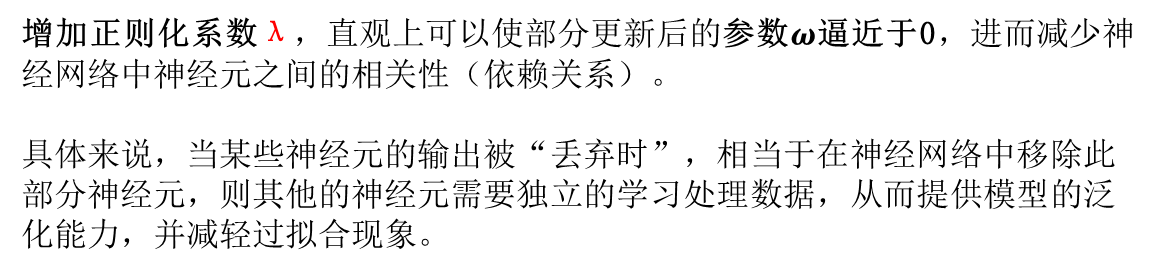 增加正则化系数 λ ，直观上可以使部分更新后的参数ω逼近于0，进而减少神
经网络中神经元之间的相关性（依赖关系）。
具体来说，当某些神经元的输出被“丢弃时”，相当于在神经网络中移除此
部分神经元，则其他的神经元需要独立的学习处理数据，从而提供模型的泛
化能力，并减轻过拟合现象。